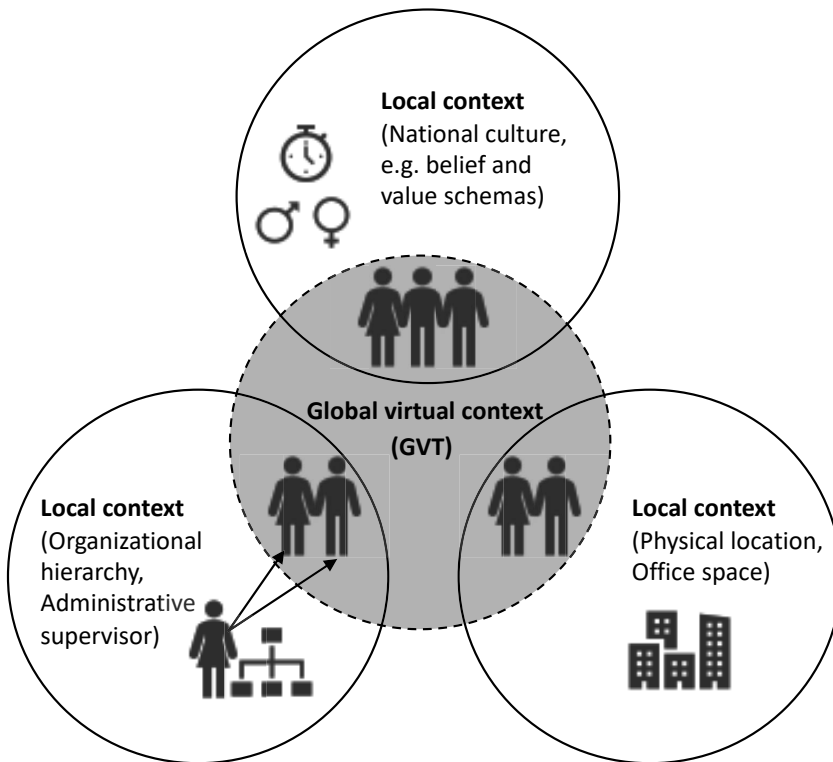 Local context
(National culture,
e.g. belief and
value schemas)
Global virtual context
(GVT)
Local context
(Organizational
hierarchy,
Administrative
supervisor)
Local context
(Physical location,
Office space)